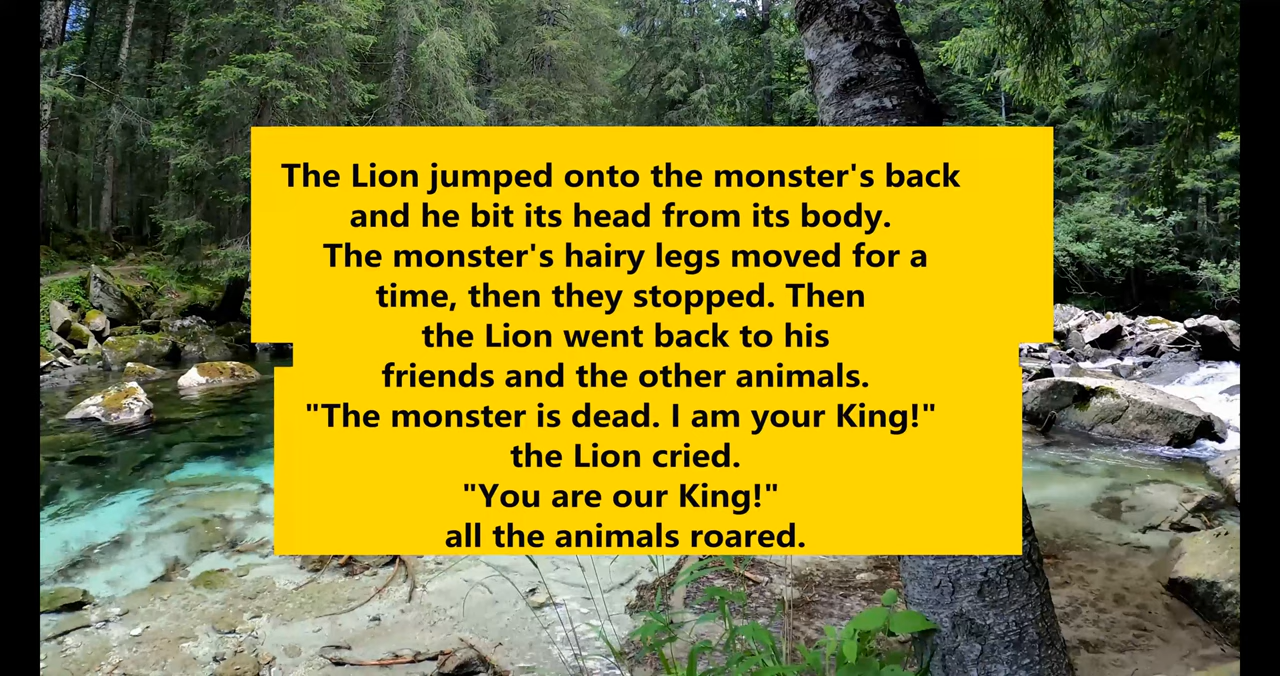 The Lion jumped onto the monster's back
and he bit its head from its body.
The monster's hairy legs moved for a
time, then they stopped. Then
the Lion went back to his
friends and the other animals.
"The monster is dead. I am your King!"
the Lion cried.
"You are our King!"
all the animals roared.